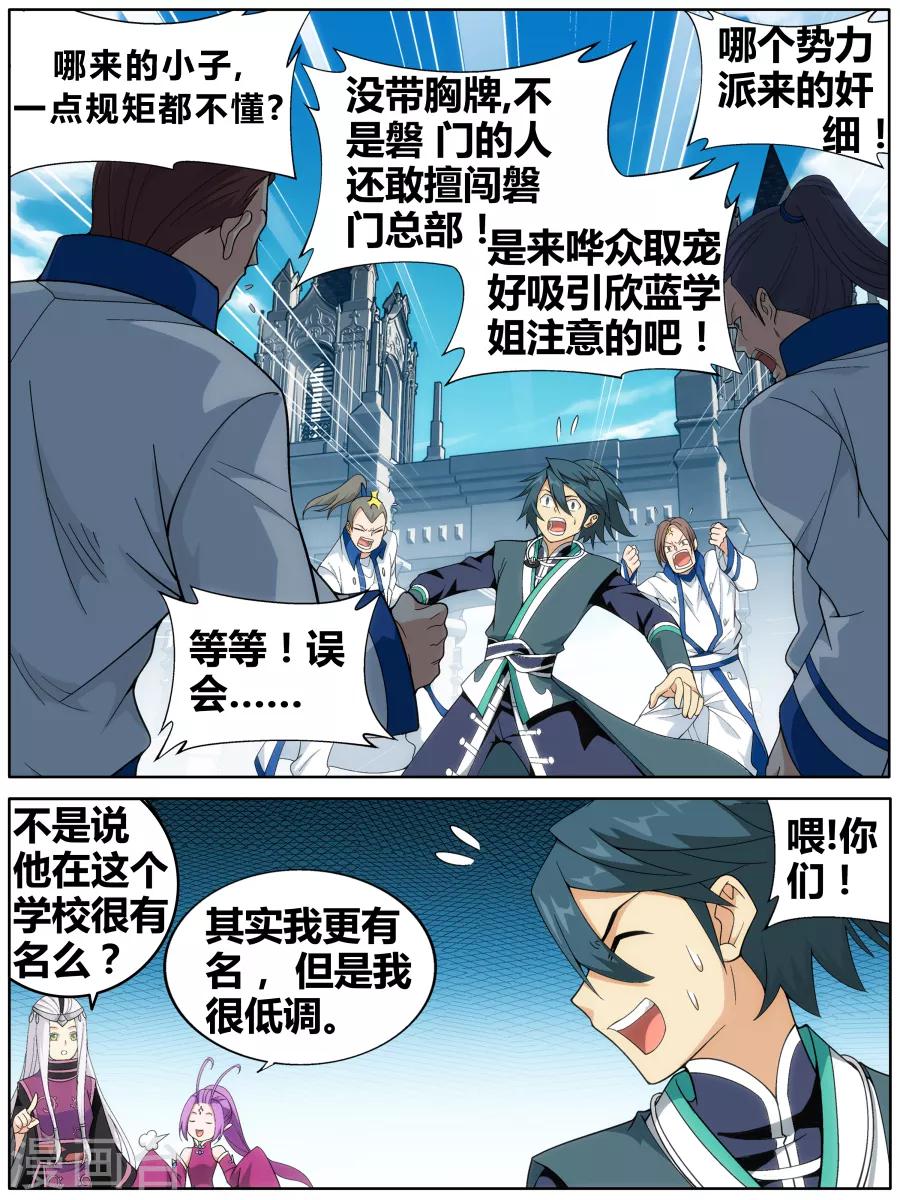 哪来的小子,
一点规矩都不懂?
没带胸牌,不
是磐 门的人
还敢擅闯磐
门总部！
哪个势力
派来的奸
细！
是来哗众取宠
好吸引欣蓝学
姐注意的吧！
等等！误
会……
不是说
他在这个
学校很有
名么？
其实我更有
名， 但是我
很低调。
喂!你
们！
漫画台